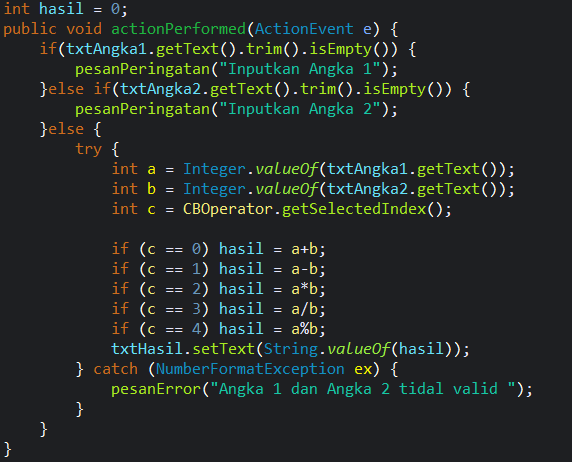 int hasil = 0;
public void actionPerformed(ActionEvent e) {
if(txtAngka1.getText().trim().isEmpty()) {
pesanPeringatan("Inputkan Angka 1");
}else if(txtAngka2.getText().trim().isEmpty()) {
pesanPeringatan("Inputkan Angka 2");
}else {
try {
int a = Integer.valueOf(txtAngka1.getText());
int b = Integer.valueOf(txtAngka2.getText());
int c = CBOperator.getSelectedIndex();
if (c == 0) hasil = a+b;
if (c == 1) hasil = a-b;
if (c == 2) hasil = a*b;
if (c == 3) hasil = a/b;
if (c == 4) hasil = a%b;
txtHasil.setText(String.valueOf(hasil));
} catch (NumberFormatException ex) {
pesanError("Angka 1 dan Angka 2 tidal valid ");
}
}
}